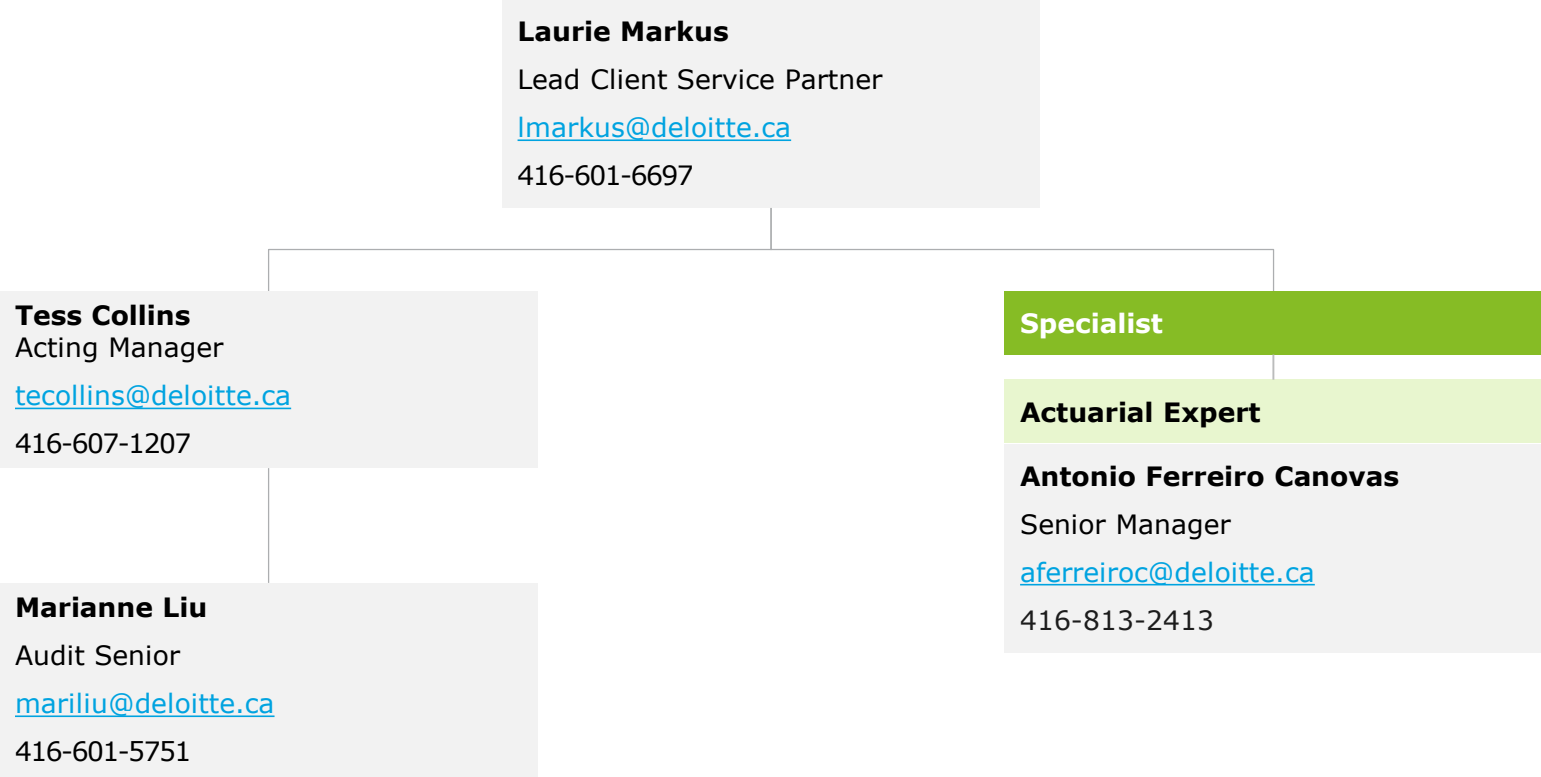 Laurie Markus
Lead Client Service Partner
lmarkus@deloitte.ca
416-601-6697
Tess Collins
Acting Manager
tecollins@deloitte.ca
416-607-1207
Marianne Liu
Audit Senior
mariliu@deloitte.ca
416-601-5751
Specialist
Actuarial Expert
Antonio Ferreiro Canovas
Senior Manager
aferreiroc@deloitte.ca
416-813-2413